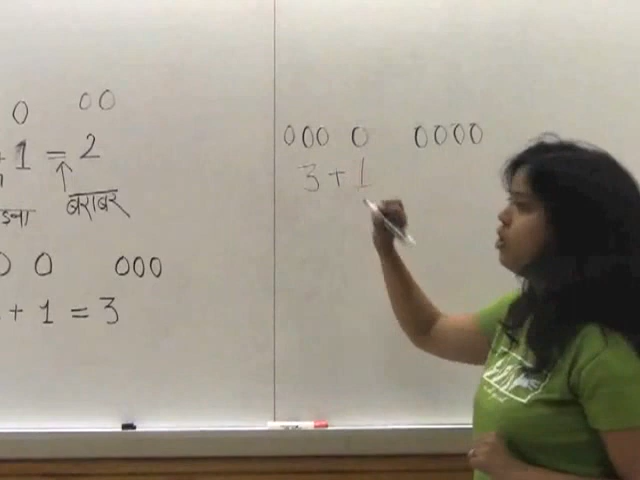 0 00
+1 = 2
बराबर
0 0 000
+ 1 = 3
000 0 0000
3 + 1